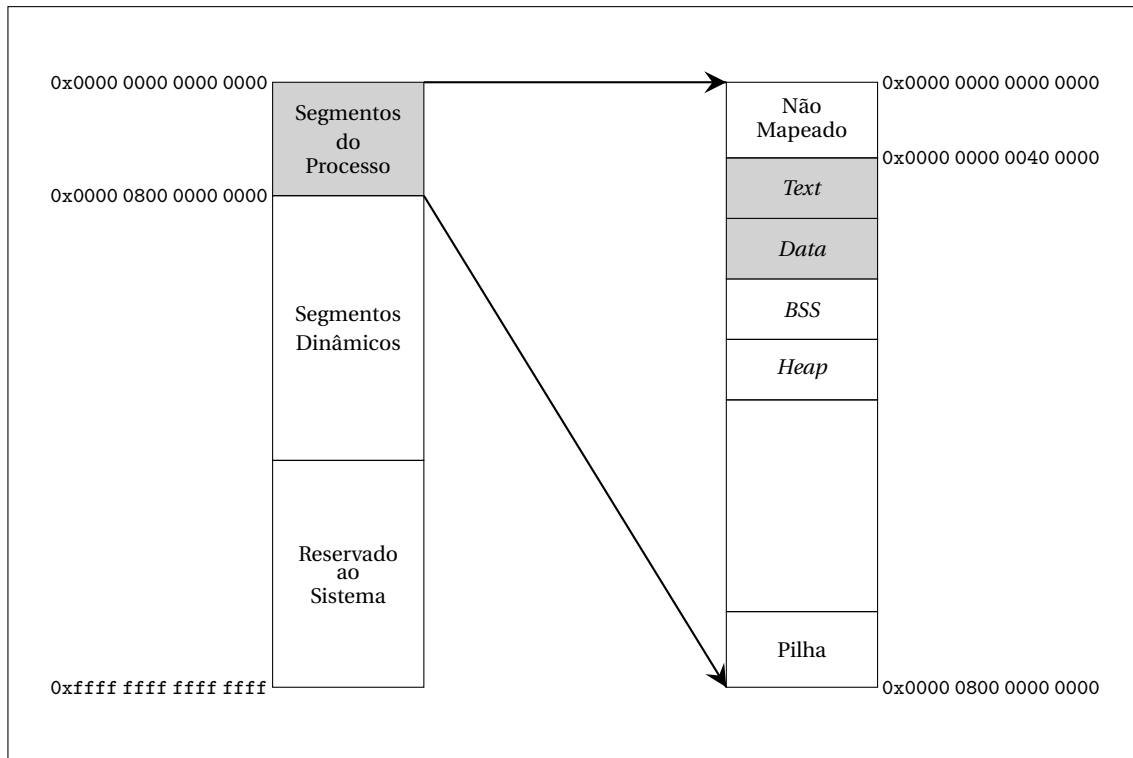 0x0000 0000 0000 0000
Segmentos
do
Processo
0x0000 0800 0000 0000
Segmentos
Dinâmicos
Reservado
ao
Sistema
0xffff ffff ffff ffff
0x0000 0000 0000 0000
Não
Mapeado
0x0000 0000 0040 0000
Text
Data
BSS
Heap
Pilha
0x0000 0800 0000 0000